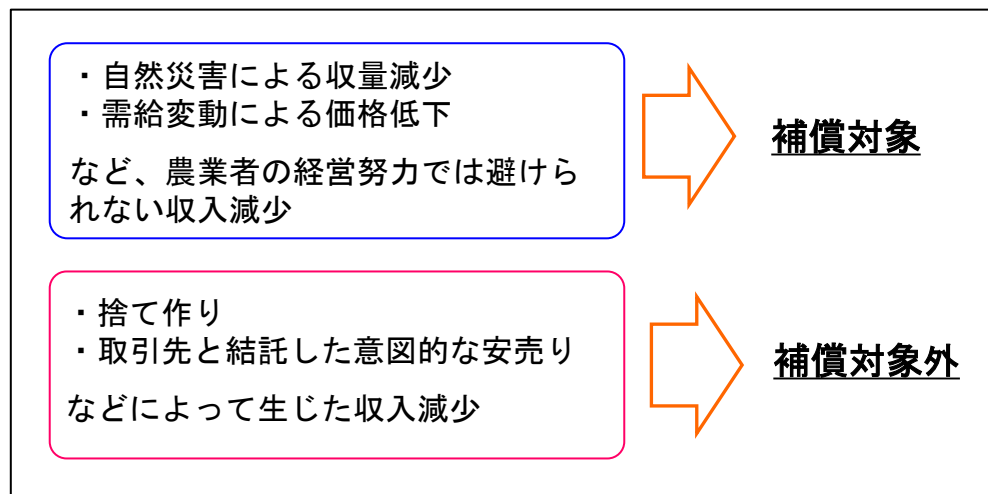 ・自然災害による収量減少
・需給変動による価格低下
など、農業者の経営努力では避けら
れない収入減少
補償対象
・捨て作り
・取引先と結託した意図的な安売り
などによって生じた収入減少
補償対象外